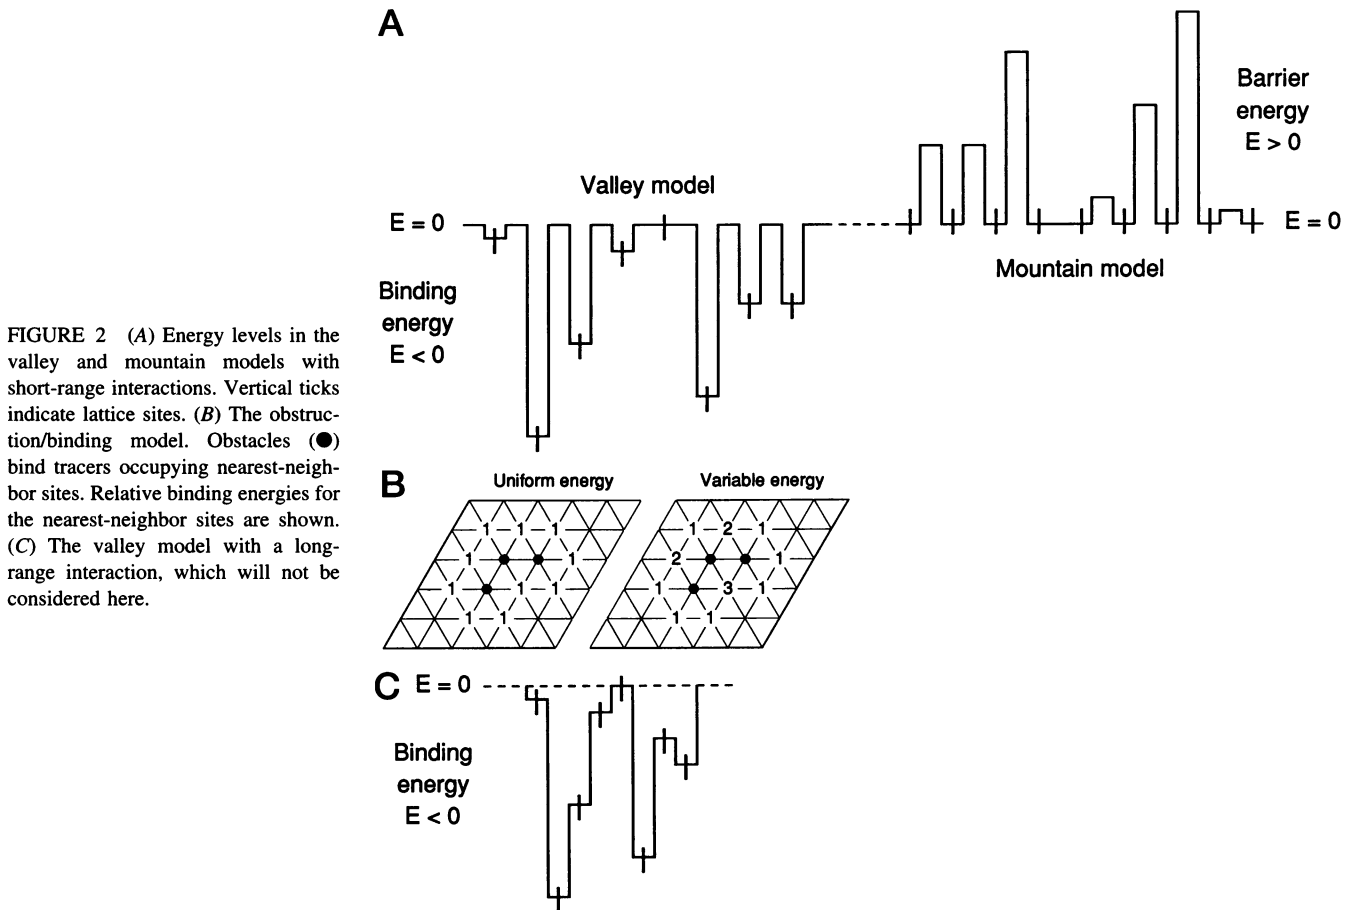 A
Barrier
energy
E > 0
Valley model
E = 0
E = 0
Mountain model
Binding
energy
E < 0
FIGURE 2 (A) Energy levels in the
valley and mountain models with
short-range interactions. Vertical ticks
indicate lattice sites. (B) The obstruc-
tion/binding model. Obstacles (●)
bind tracers occupying nearest-neigh-
bor sites. Relative binding energies for
the nearest-neighbor sites are shown.
(C) The valley model with a long-
range interaction, which will not be
considered here.
B
Uniform energy
1 1 1
1 1
1 1 1
1 1
Variable energy
1 2 1
2 1
1 3 1
1 1
C
E = 0
Binding
energy
E < 0